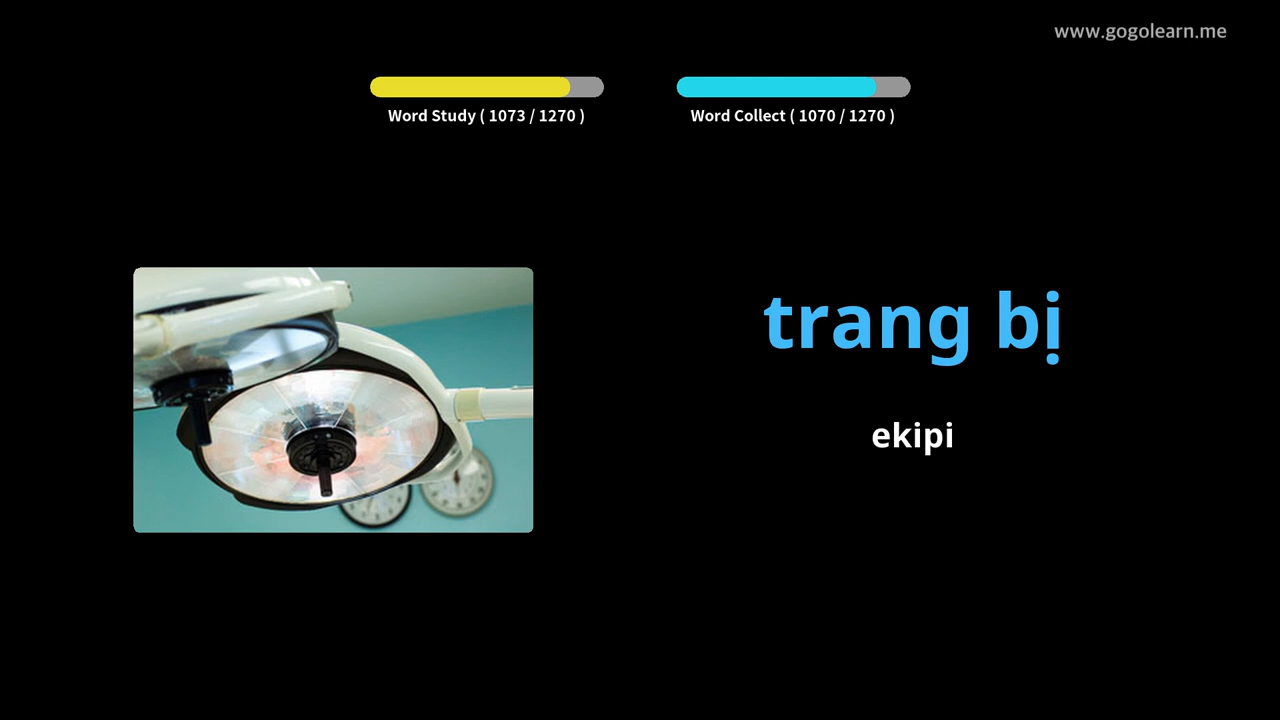 www.gogolearn.me
Word Study ( 1073 / 1270 )
Word Collect ( 1070 / 1270 )
trang bị
ekipi